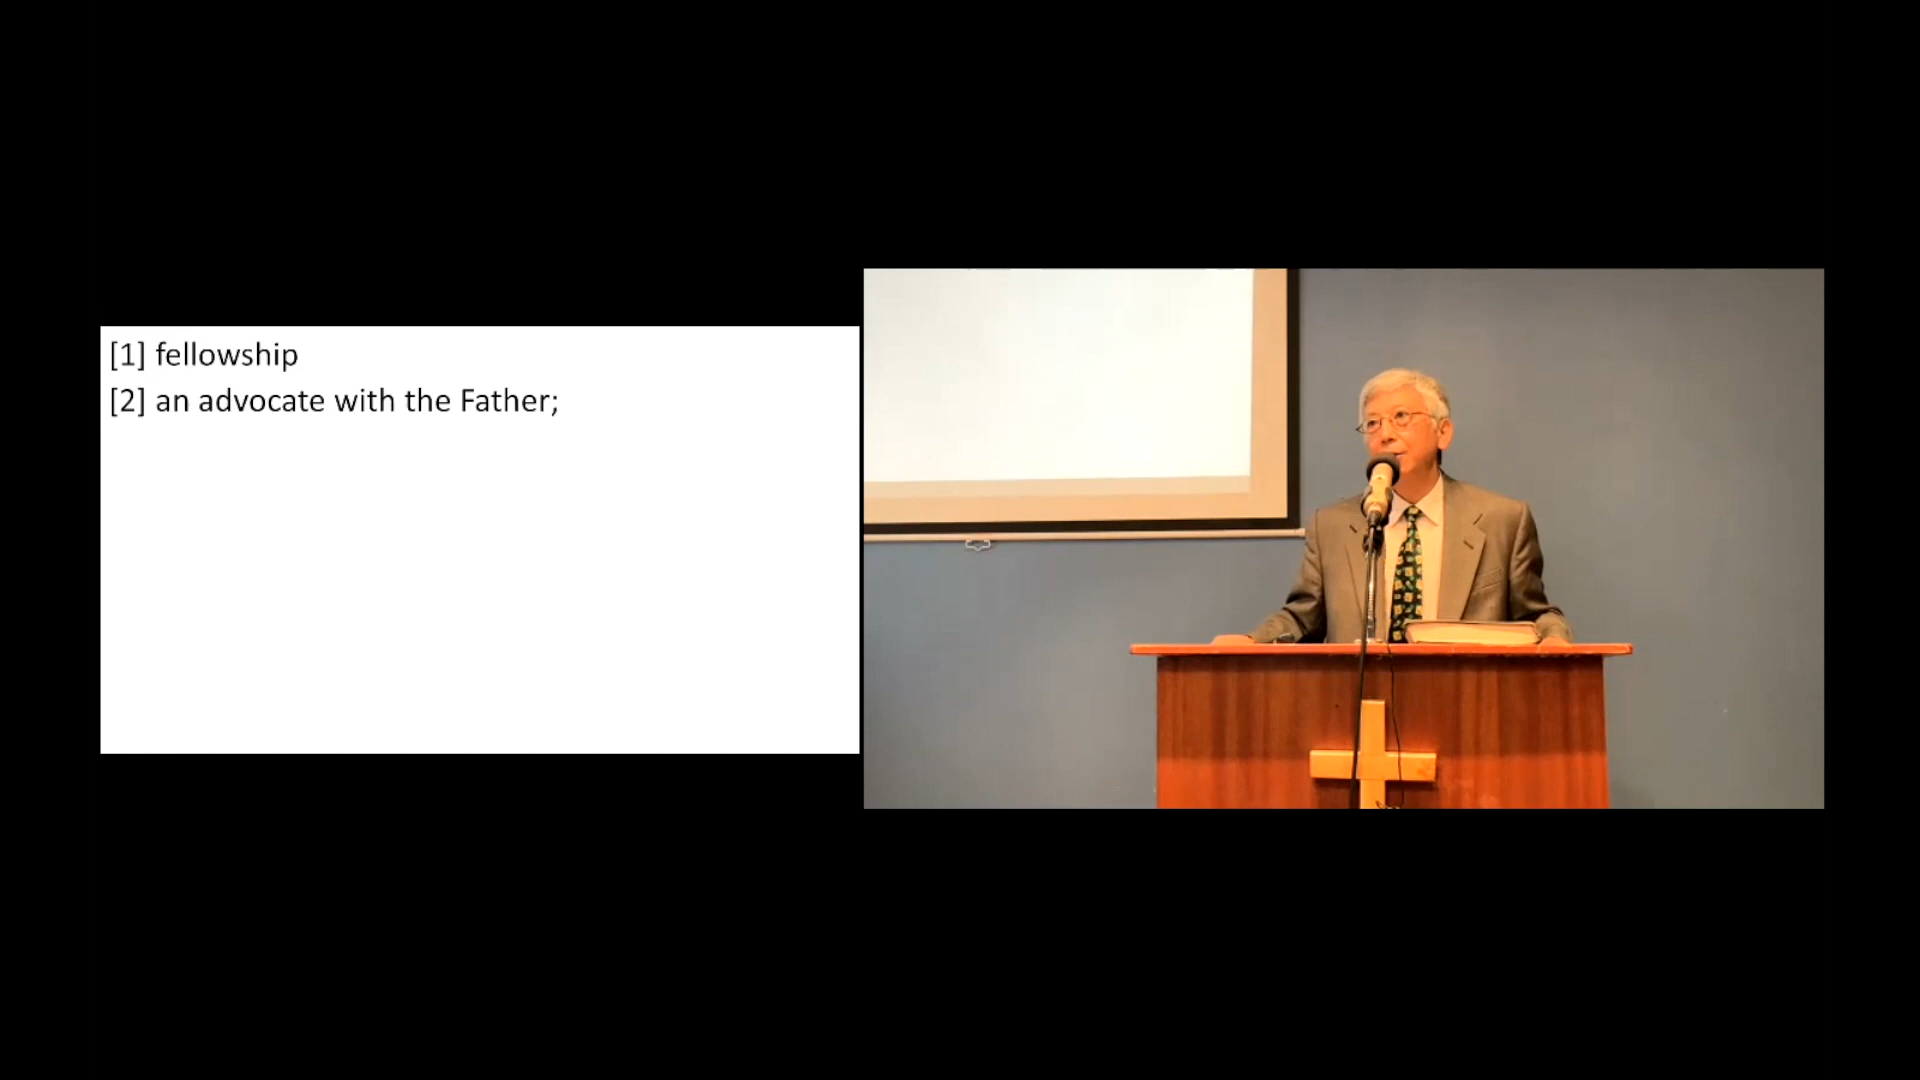 [1] fellowship
[2] an advocate with the Father;